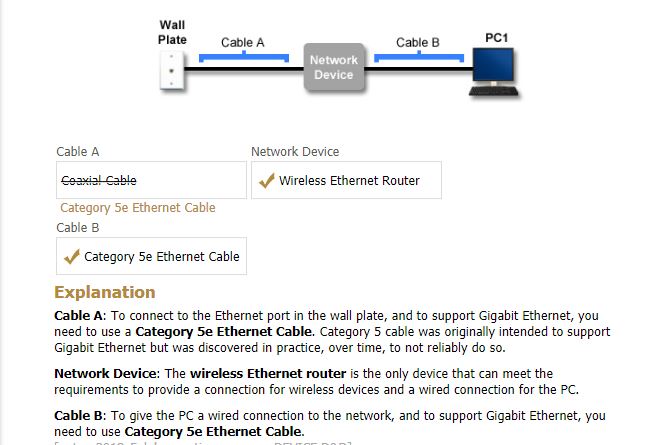 Wall
Plate
Cable A
Network
Device
Cable B
PC1
Cable A
Network Device
Coaxial Cable
Wireless Ethernet Router
Category 5e Ethernet Cable
Cable B
Category 5e Ethernet Cable
Explanation
Cable A: To connect to the Ethernet port in the wall plate, and to support Gigabit Ethernet, you
need to use a Category 5e Ethernet Cable. Category 5 cable was originally intended to support
Gigabit Ethernet but was discovered in practice, over time, to not reliably do so.
Network Device: The wireless Ethernet router is the only device that can meet the
requirements to provide a connection for wireless devices and a wired connection for the PC.
Cable B: To give the PC a wired connection to the network, and to support Gigabit Ethernet, you
need to use Category 5e Ethernet Cable.